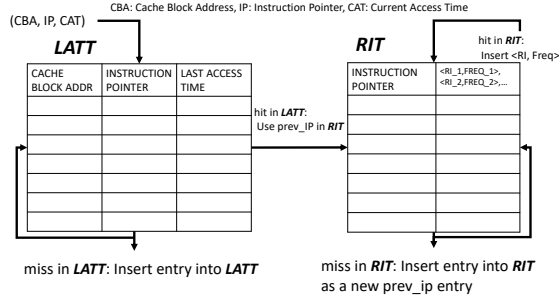 CBA: Cache Block Address, IP: Instruction Pointer, CAT: Current Access Time
(CBA, IP, CAT)
LATT
RIT
hit in RIT:
Insert <RI, Freq>
CACHE
BLOCK ADDR
INSTRUCTION
POINTER
LAST ACCESS
TIME
INSTRUCTION
POINTER
<RI_1,FREQ_1>,
<RI_2,FREQ_2>,...
hit in LATT:
Use prev_IP in RIT
miss in LATT: Insert entry into LATT
miss in RIT: Insert entry into RIT
as a new prev_ip entry